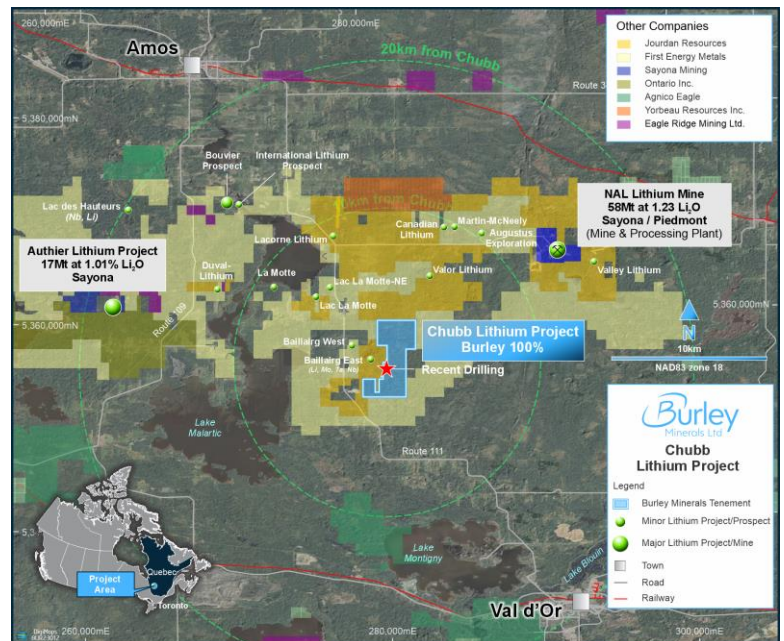 260,000mE
280,000mE
Amos
20km from Chubb
Route 3
5,380,000mN
Other Companies
Jourdan Resources
First Energy Metals
Sayona Mining
Ontario Inc.
Agnico Eagle
Yorbeau Resources Inc.
Eagle Ridge Mining Ltd.
Bouvier
Prospect
International Lithium
Prospect
Lac des Hauteurs
(Nb, Li)
10km from Chubb
Canadian
Lithium
Martin-McNeely
Augustus
Exploration
NAL Lithium Mine
58Mt at 1.23 Li2O
Sayona / Piedmont
(Mine & Processing Plant)
Lacorne Lithium
Authier Lithium Project
17Mt at 1.01% Li2O
Sayona
Duval-
Lithium
La Motte
Lac La Motte-NE
Lac La Motte
Valor Lithium
Valley Lithium
Route 109
5,360,000mN
5,360,000mN
N
10km
NAD83 zone 18
Baillairg West
Baillairg East
(Li, Mo, Ta, Nb)
Chubb Lithium Project
Burley 100%
Recent Drilling
Lake
Malartic
Route 111
Burley
Minerals Ltd.
Chubb
Lithium Project
Legend
Burley Minerals Tenement
Minor Lithium Project/Prospect
Major Lithium Project/Mine
Town
Road
Railway
Lake
Montigny
Lake Blouin
Quebec
Project
Area
Toronto
Val d'Or
DigiMaps
260,000mE
280,000mE
300,000mE